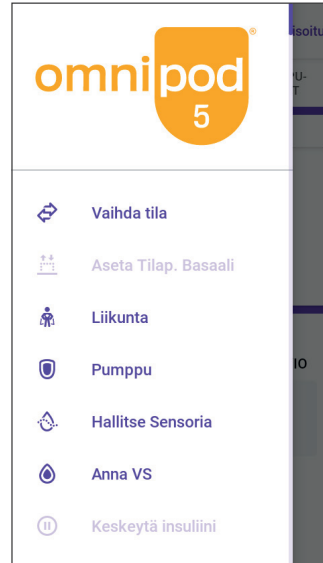 omnipod®
5
Vaihda tila
Aseta Tilap. Basaali
Liikunta
Pumppu
Hallitse Sensoria
Anna VS
Keskeytä insuliini